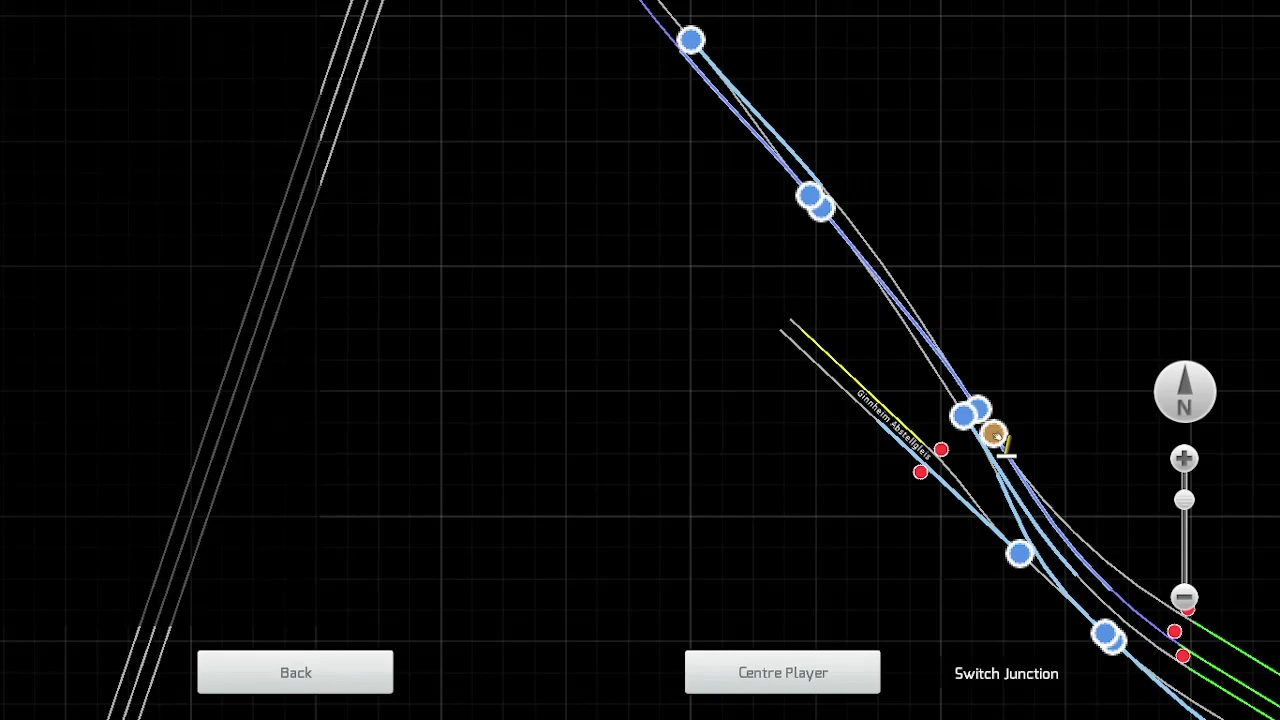 Ginnheim Abstellgleis
N
Back
Centre Player
Switch Junction